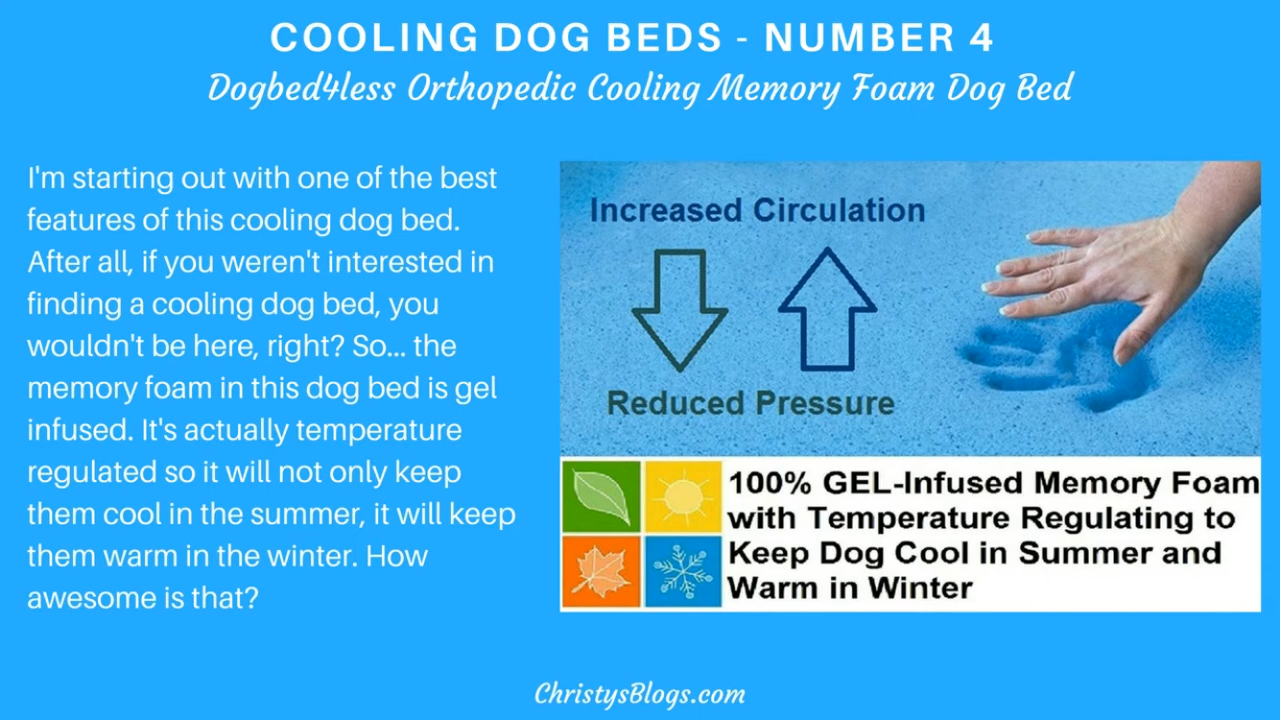 COOLING DOG BEDS - NUMBER 4
Dogbed4less Orthopedic Cooling Memory Foam Dog Bed
I'm starting out with one of the best
features of this cooling dog bed.
After all, if you weren't interested in
finding a cooling dog bed, you
wouldn't be here, right? So... the
memory foam in this dog bed is gel
infused. It's actually temperature
regulated so it will not only keep
them cool in the summer, it will keep
them warm in the winter. How
awesome is that?
Increased Circulation
Reduced Pressure
100% GEL-Infused Memory Foam
with Temperature Regulating to
Keep Dog Cool in Summer and
Warm in Winter
ChristysBlogs.com